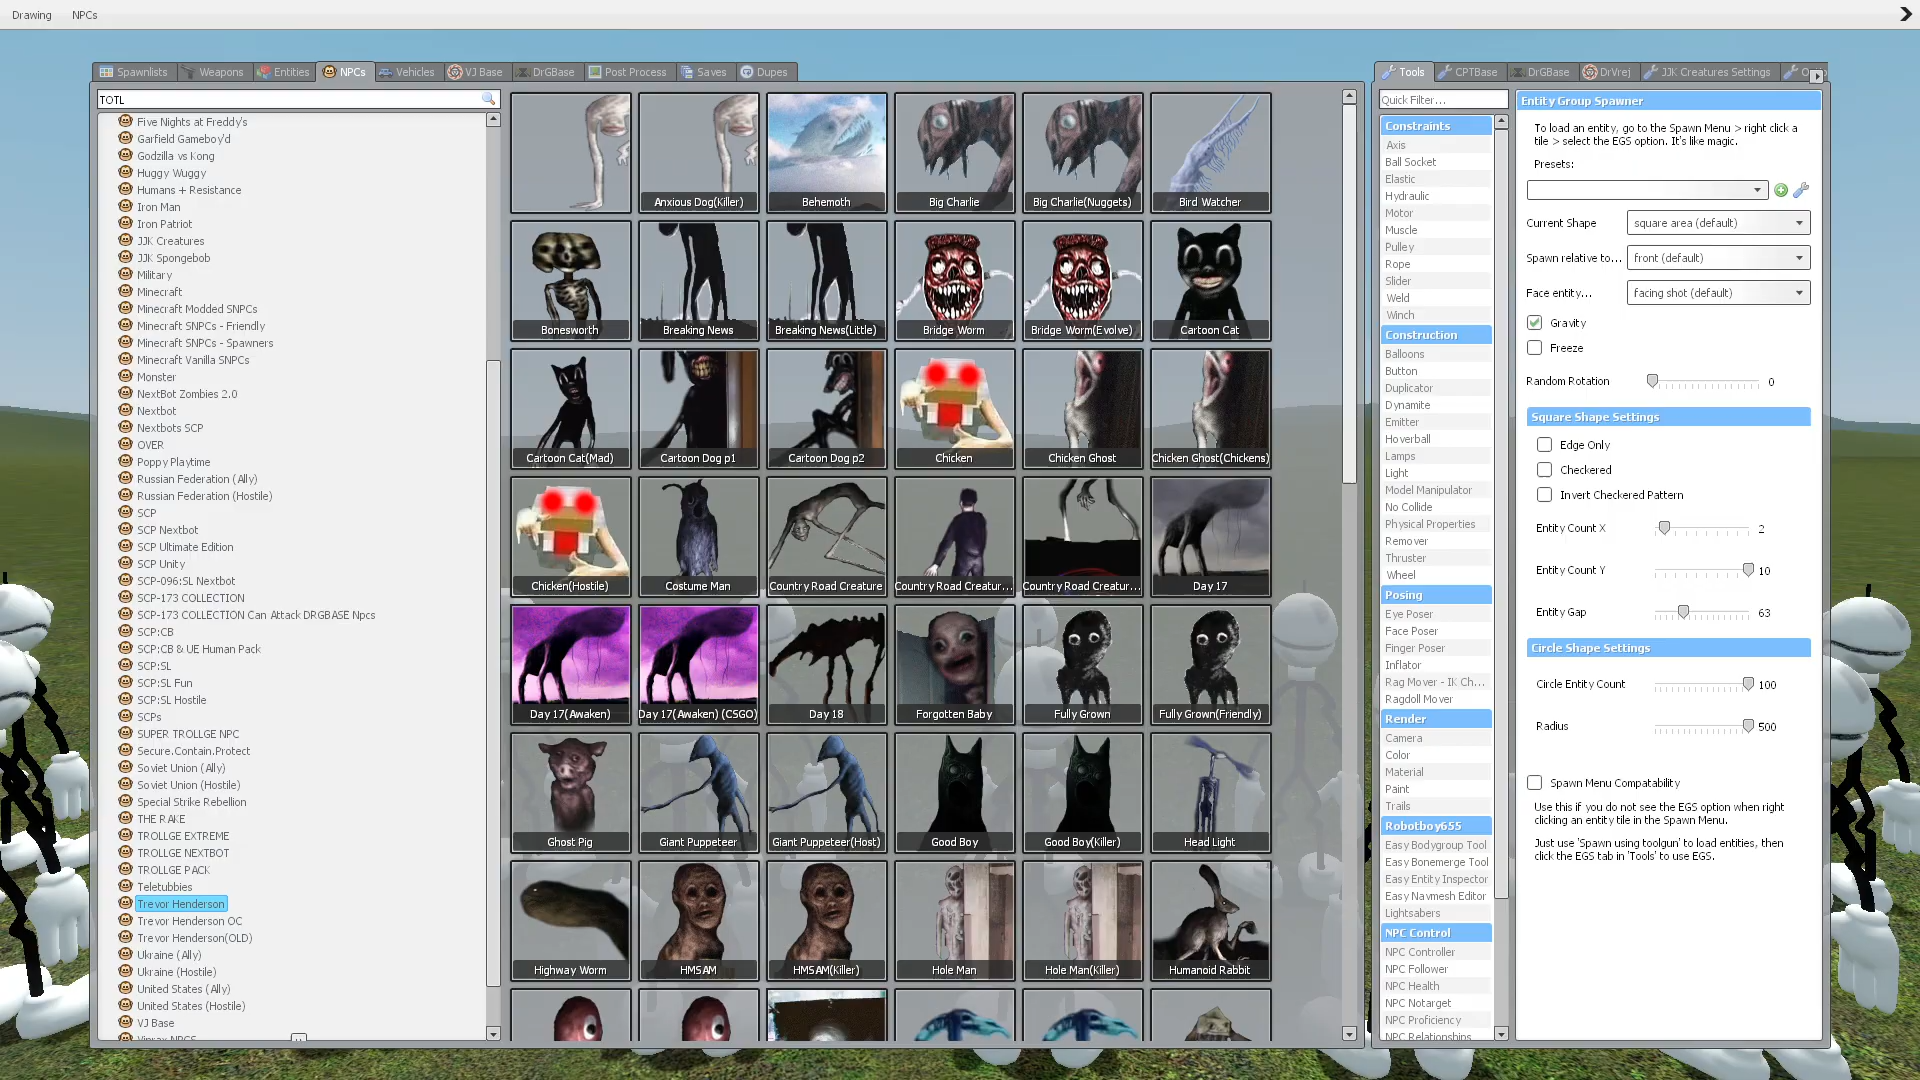 Drawing NPCs
Spawnlists Weapons Entities NPCs Vehicles VJ Base DrGBase Post Process Saves Dupes
TOTL
Five Nights at Freddy's
Garfield Gameboy'd
Godzilla vs Kong
Huggy Wuggy
Humans + Resistance
Iron Man
Iron Patriot
JJK Creatures
JJK Spongebob
Military
Minecraft
Minecraft Modded SNPCs
Minecraft SNPCs - Friendly
Minecraft SNPCs - Spawners
Minecraft Vanilla SNPCs
Monster
NextBot Zombies 2.0
Nextbot
Nextbots SCP
OVER
Poppy Playtime
Russian Federation (Ally)
Russian Federation (Hostile)
SCP
SCP Nextbot
SCP Ultimate Edition
SCP Unity
SCP-096:SL Nextbot
SCP-173 COLLECTION
SCP-173 COLLECTION Can Attack DRGBASE Npcs
SCP:CB
SCP:CB & UE Human Pack
SCP:SL
SCP:SL Fun
SCP:SL Hostile
SCPs
SUPER TROLLGE NPC
Secure.Contain.Protect
Soviet Union (Ally)
Soviet Union (Hostile)
Special Strike Rebellion
THE RAKE
TROLLGE EXTREME
TROLLGE NEXTBOT
TROLLGE PACK
Teletubbies
Trevor Henderson
Trevor Henderson OC
Trevor Henderson(OLD)
Ukraine (Ally)
Ukraine (Hostile)
United States (Ally)
United States (Hostile)
VJ Base
Anxious Dog(Killer) Behemoth Big Charlie Big Charlie(Nuggets) Bird Watcher
Bonesworth Breaking News Breaking News(Little) Bridge Worm Bridge Worm(Evolve) Cartoon Cat
Cartoon Cat(Mad) Cartoon Dog p1 Cartoon Dog p2 Chicken Chicken Ghost Chicken Ghost(Chickens)
Chicken(Hostile) Costume Man Country Road Creature Country Road Creatur... Country Road Creatur... Day 17
Day 17(Awaken) Day 17(Awaken) (CSGO) Day 18 Forgotten Baby Fully Grown Fully Grown(Friendly)
Ghost Pig Giant Puppeteer Giant Puppeteer(Host) Good Boy Good Boy(Killer) Head Light
Highway Worm HMSAM HMSAM(Killer) Hole Man Hole Man(Killer) Humanoid Rabbit
Tools CPTBase DrGBase DrVrej JJK Creatures Settings
Quick Filter...
Constraints
Axis
Ball Socket
Elastic
Hydraulic
Motor
Muscle
Pulley
Rope
Slider
Weld
Winch
Construction
Balloons
Button
Duplicator
Dynamite
Emitter
Hoverball
Lamps
Light
Model Manipulator
No Collide
Physical Properties
Remover
Thruster
Wheel
Posing
Eye Poser
Face Poser
Finger Poser
Inflator
Rag Mover - IK Ch...
Ragdoll Mover
Render
Camera
Color
Material
Paint
Trails
Robotboy655
Easy Bodygroup Tool
Easy Bonemerge Tool
Easy Entity Inspector
Easy Navmesh Editor
Lightsabers
NPC Control
NPC Controller
NPC Follower
NPC Health
NPC Notarget
NPC Proficiency
NPC Relationships
Entity Group Spawner
To load an entity, go to the Spawn Menu > right click a
tile > select the EGS option. It's like magic.
Presets:
Current Shape square area (default)
Spawn relative to... front (default)
Face entity... facing shot (default)
Gravity
Freeze
Random Rotation 0
Square Shape Settings
Edge Only
Checkered
Invert Checkered Pattern
Entity Count X 2
Entity Count Y 10
Entity Gap 63
Circle Shape Settings
Circle Entity Count 100
Radius 500
Spawn Menu Compatability
Use this if you do not see the EGS option when right
clicking an entity tile in the Spawn Menu.
Just use 'Spawn using toolgun' to load entities, then
click the EGS tab in 'Tools' to use EGS.